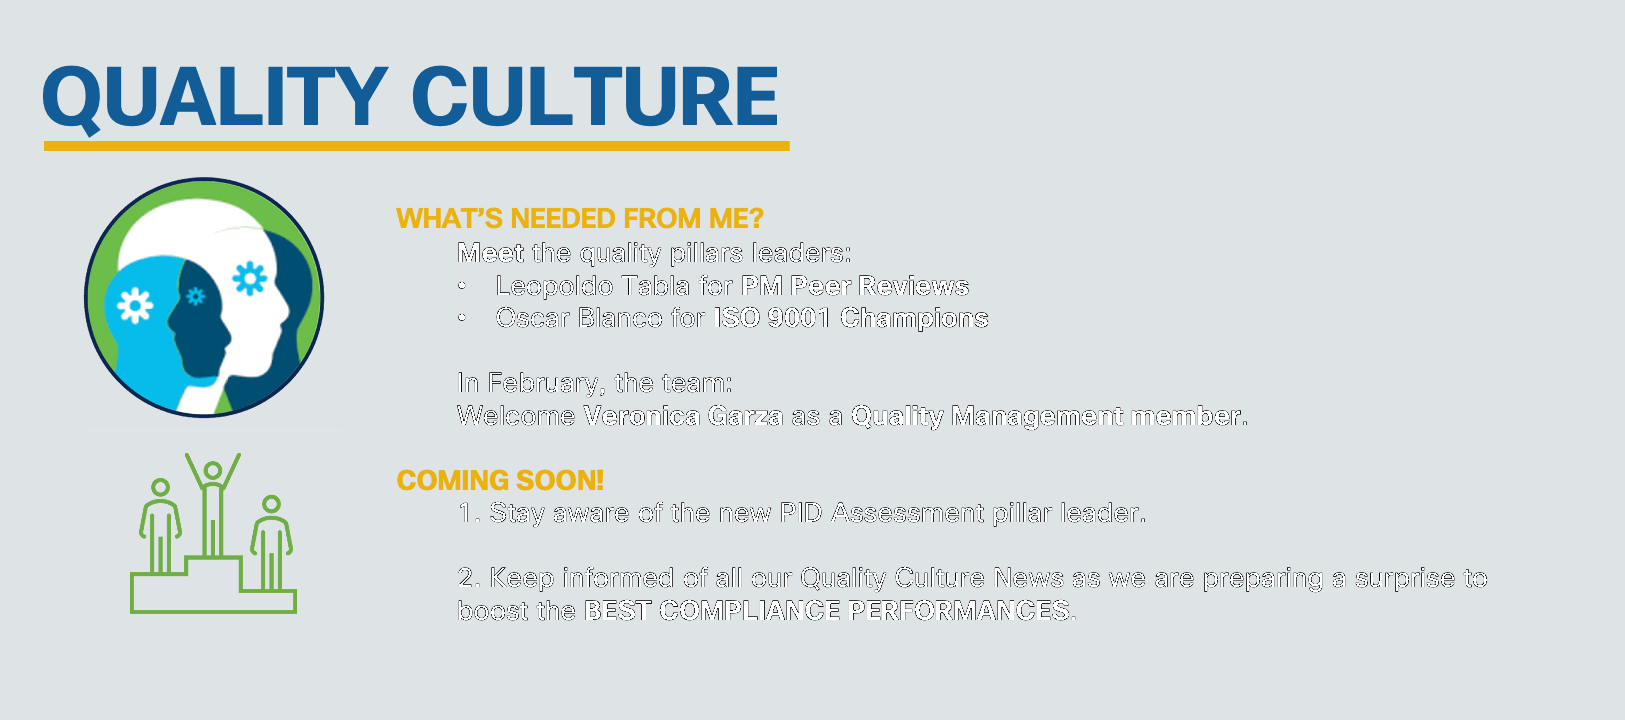 QUALITY CULTURE
WHAT’S NEEDED FROM ME?
Meet the quality pillars leaders:
• Leopoldo Tabla for PM Peer Reviews
• Oscar Blanco for ISO 9001 Champions
In February, the team:
Welcome Veronica Garza as a Quality Management member.
COMING SOON!
1. Stay aware of the new PID Assessment pillar leader.
2. Keep informed of all our Quality Culture News as we are preparing a surprise to
boost the BEST COMPLIANCE PERFORMANCES.